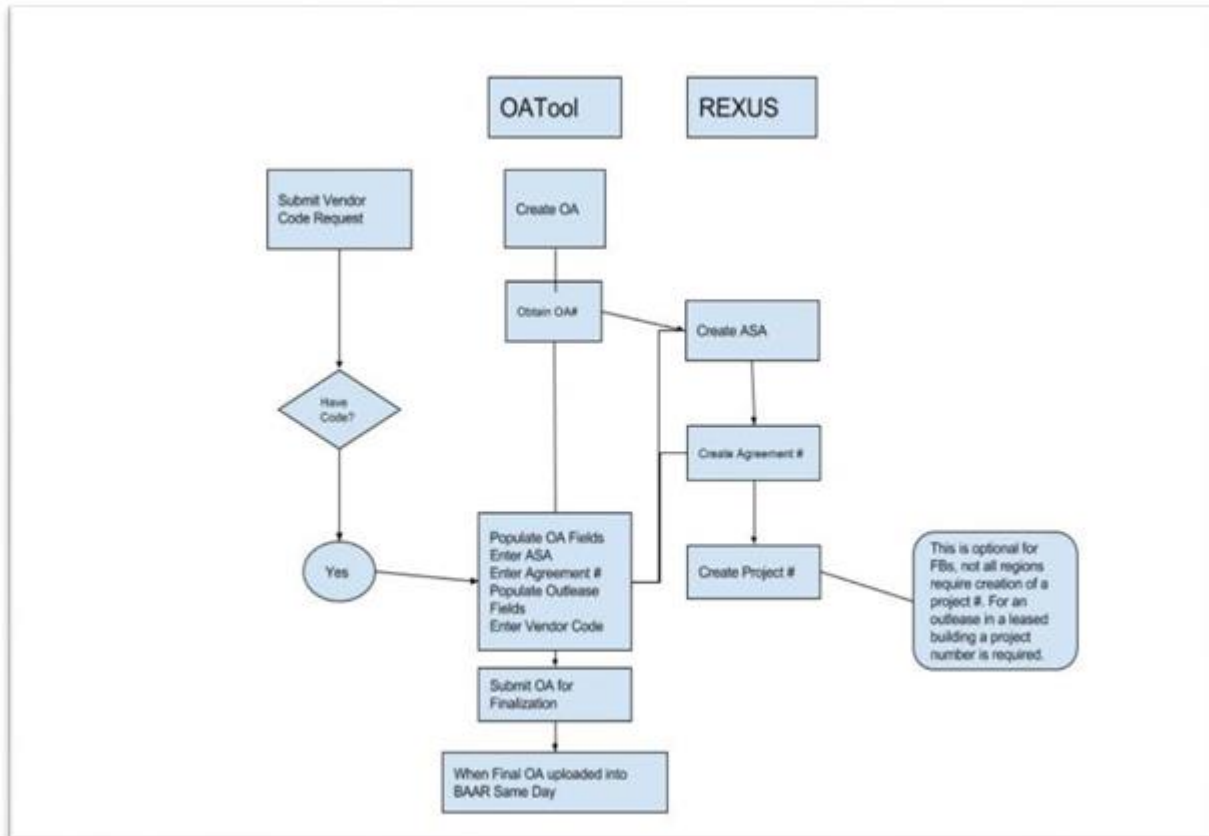 OATool
REXUS
Submit Vendor
Code Request
Create OA
Obtain OA#
Create ASA
Have
Code?
Create Agreement #
Yes
Populate OA Fields
Enter ASA
Enter Agreement #
Populate Outlease
Fields
Enter Vendor Code
Create Project #
This is optional for
FBs, not all regions
require creation of a
project #. For an
outlease in a leased
building a project
number is required.
Submit OA for
Finalization
When Final OA uploaded into
BAAR Same Day